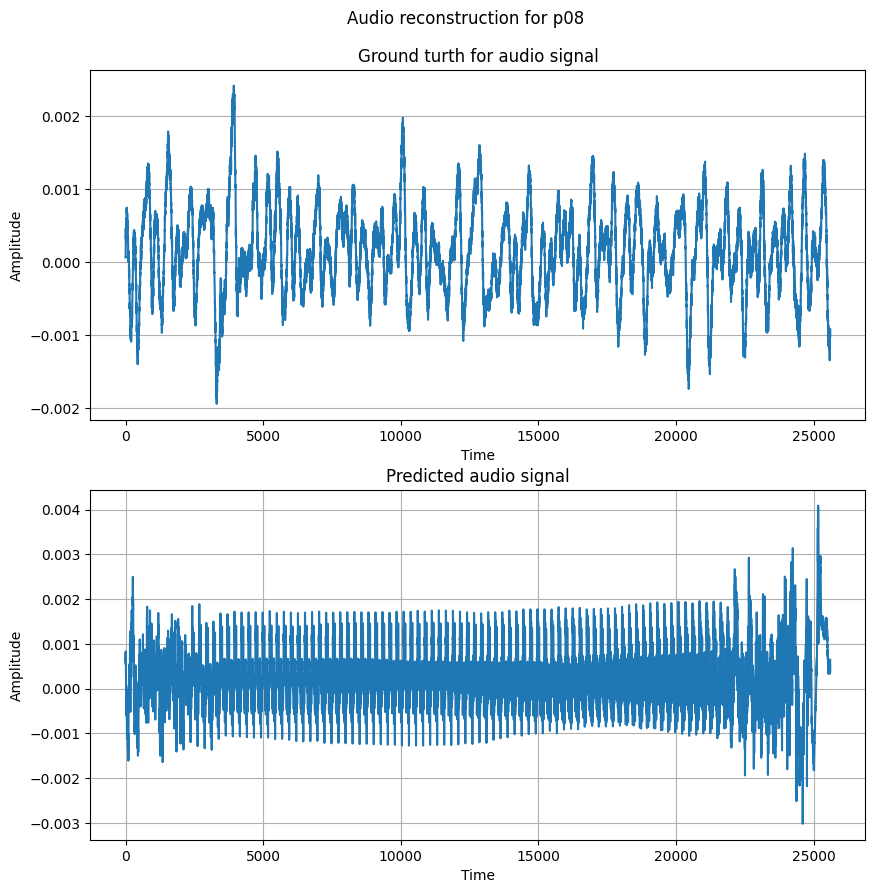 Audio reconstruction for p08
Ground turth for audio signal
0.002
0.001
0.000
−0.001
−0.002
Amplitude
0 5000 10000 15000 20000 25000
Time
Predicted audio signal
0.004
0.003
0.002
0.001
0.000
−0.001
−0.002
−0.003
Amplitude
0 5000 10000 15000 20000 25000
Time